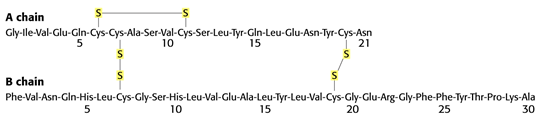 S S
A chain
Gly-Ile-Val-Glu-Gln-Cys-Cys-Ala-Ser-Val-Cys-Ser-Leu-Tyr-Gln-Leu-Glu-Asn-Tyr-Cys-Asn
5 10 15 21
S S
S S
B chain
Phe-Val-Asn-Gln-His-Leu-Cys-Gly-Ser-His-Leu-Val-Glu-Ala-Leu-Tyr-Leu-Val-Cys-Gly-Glu-Arg-Gly-Phe-Phe-Tyr-Thr-Pro-Lys-Ala
5 10 15 20 25 30